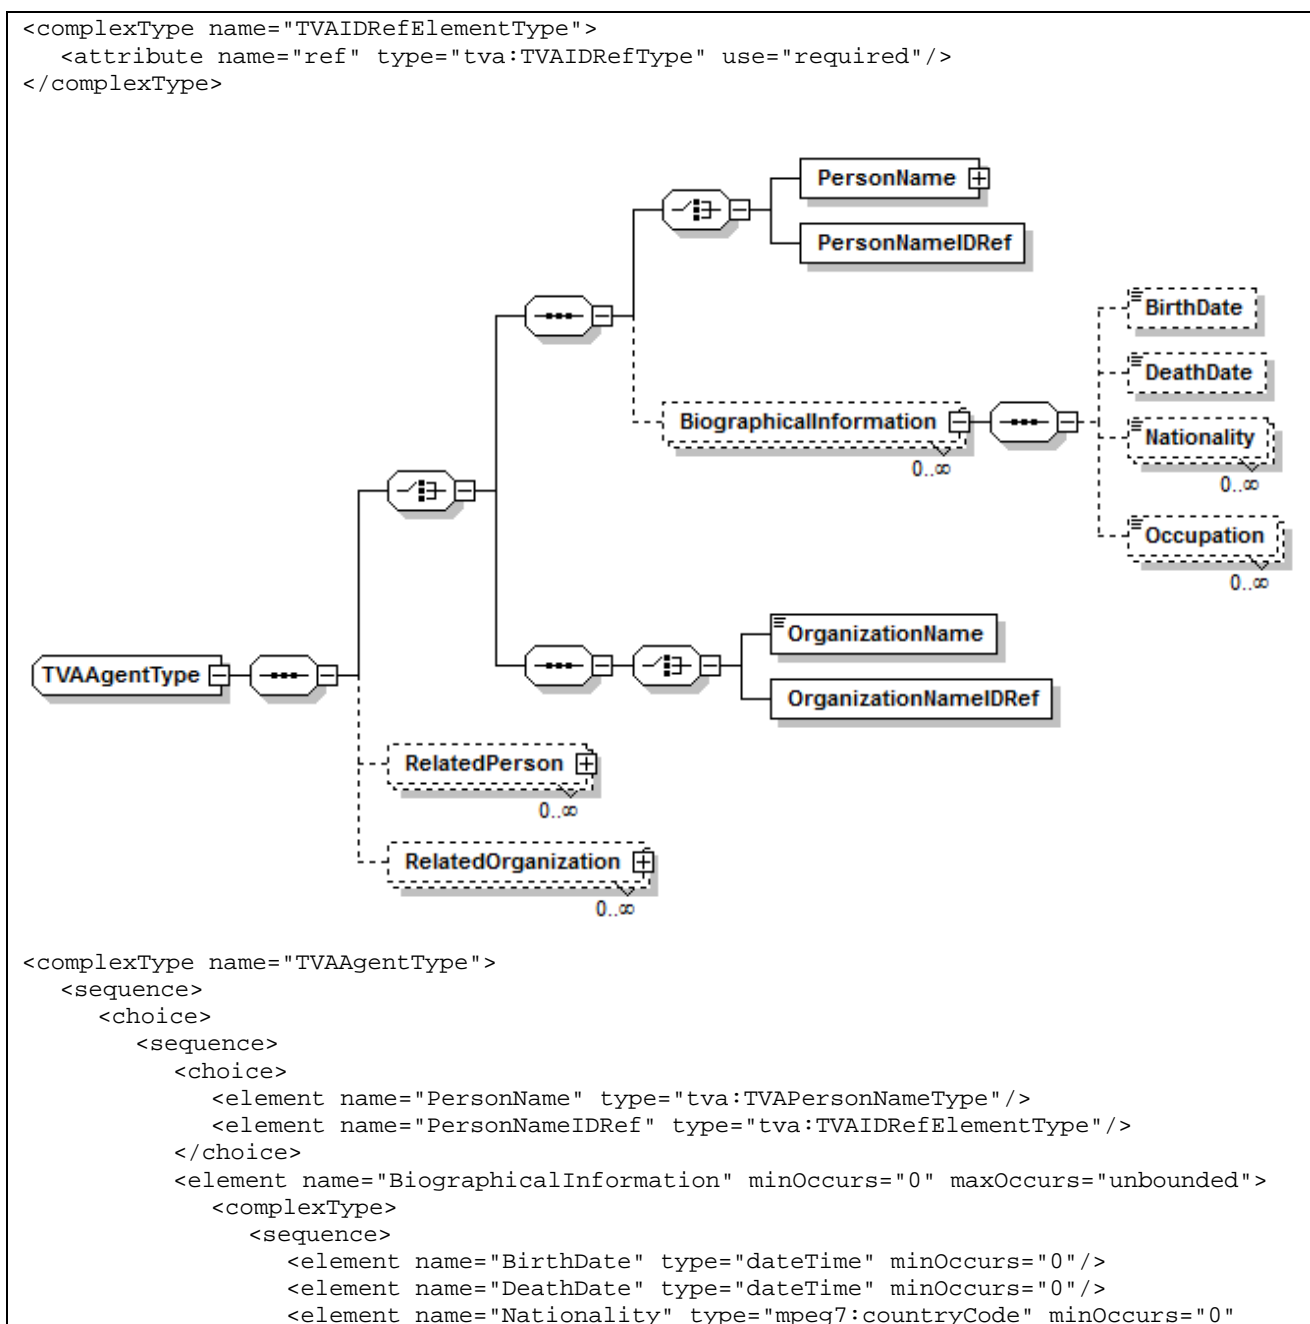 <complexType name="TVAIDRefElementType">
<attribute name="ref" type="tva:TVAIDRefType" use="required"/>
</complexType>
PersonName
PersonNameIDRef
BirthDate
DeathDate
BiographicalInformation
0..∞
Nationality
0..∞
Occupation
0..∞
OrganizationName
TVAAgentType
OrganizationNameIDRef
RelatedPerson
0..∞
RelatedOrganization
0..∞
<complexType name="TVAAgentType">
<sequence>
<choice>
<sequence>
<choice>
<element name="PersonName" type="tva:TVAPersonNameType"/>
<element name="PersonNameIDRef" type="tva:TVAIDRefElementType"/>
</choice>
<element name="BiographicalInformation" minOccurs="0" maxOccurs="unbounded">
<complexType>
<sequence>
<element name="BirthDate" type="dateTime" minOccurs="0"/>
<element name="DeathDate" type="dateTime" minOccurs="0"/>
<element name="Nationality" type="mpeg7:countryCode" minOccurs="0"